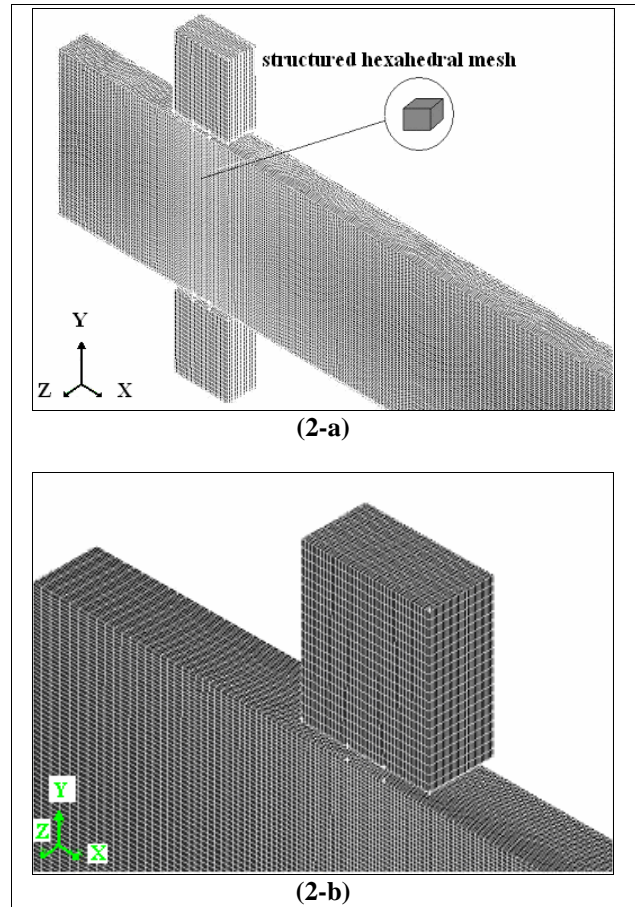 structured hexahedral mesh
Y
Z X
(2-a)
Y
Z
X
(2-b)